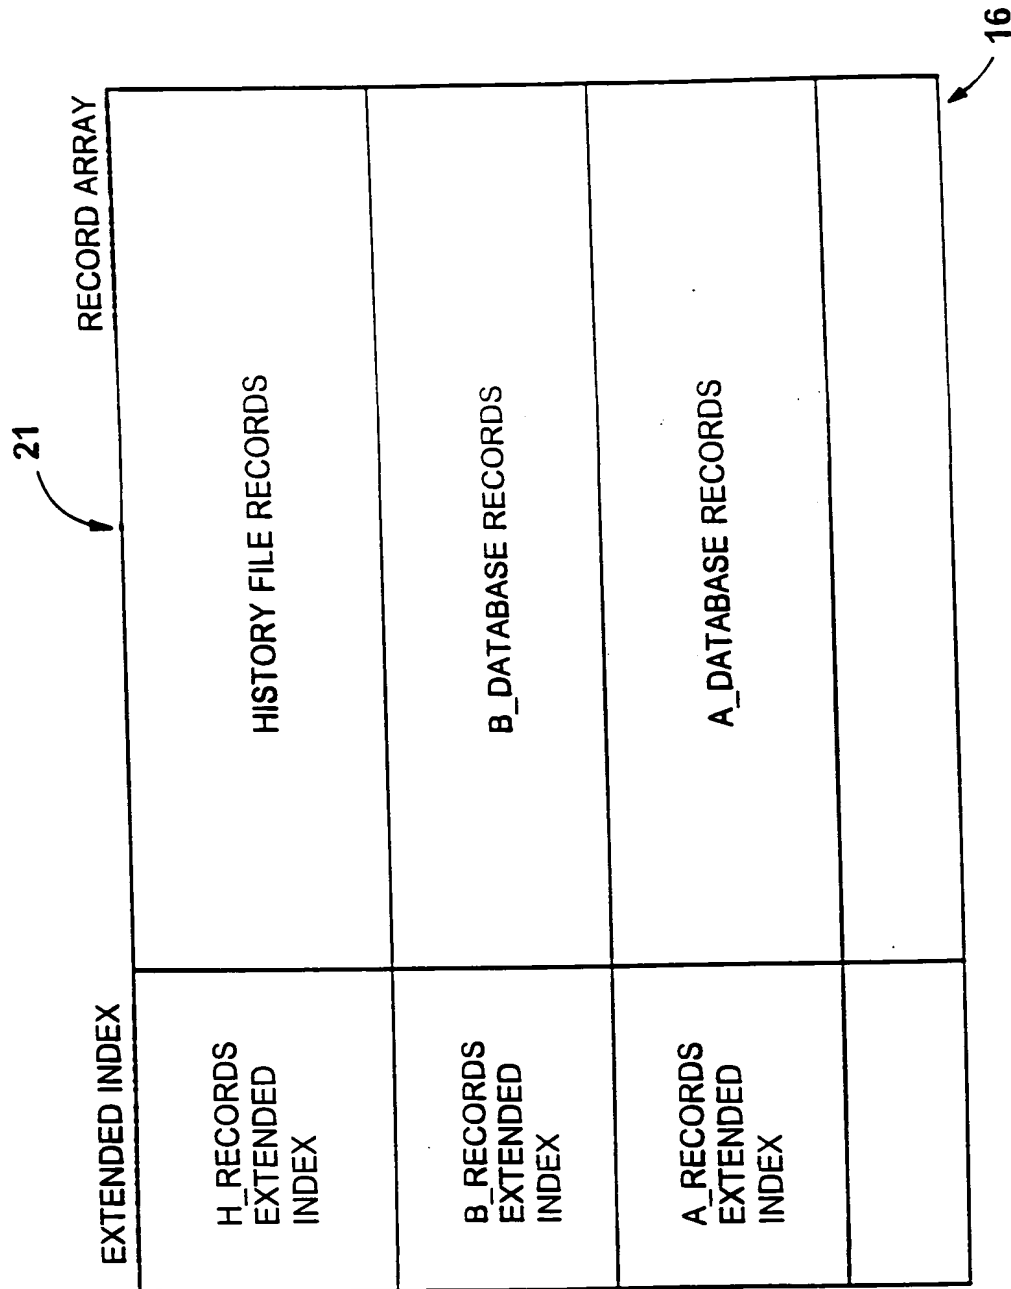 21
EXTENDED INDEX
RECORD ARRAY
H_RECORDS
EXTENDED
INDEX
HISTORY FILE RECORDS
B_RECORDS
EXTENDED
INDEX
B_DATABASE RECORDS
A_RECORDS
EXTENDED
INDEX
A_DATABASE RECORDS
16